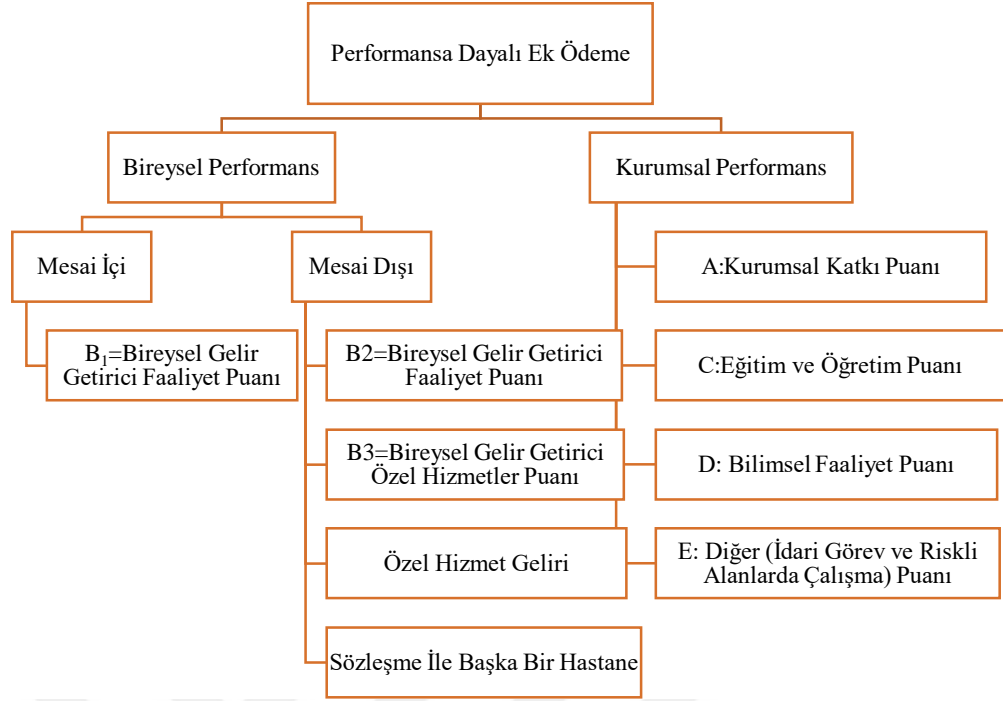 Performansa Dayalı Ek Ödeme
Bireysel Performans
Kurumsal Performans
Mesai İçi
Mesai Dışı
A:Kurumsal Katkı Puanı
B₁=Bireysel Gelir
Getirici Faaliyet Puanı
B2=Bireysel Gelir Getirici
Faaliyet Puanı
C:Eğitim ve Öğretim Puanı
B3=Bireysel Gelir Getirici
Özel Hizmetler Puanı
D: Bilimsel Faaliyet Puanı
Özel Hizmet Geliri
E: Diğer (İdari Görev ve Riskli
Alanlarda Çalışma) Puanı
Sözleşme İle Başka Bir Hastane